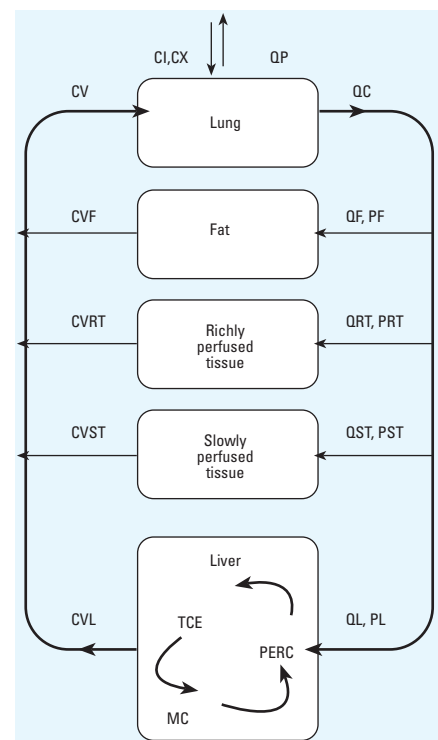 CI,CX QP
CV QC
Lung
CVF QF, PF
Fat
CVRT QRT, PRT
Richly
perfused
tissue
CVST QST, PST
Slowly
perfused
tissue
Liver
CVL TCE QL, PL
PERC
MC